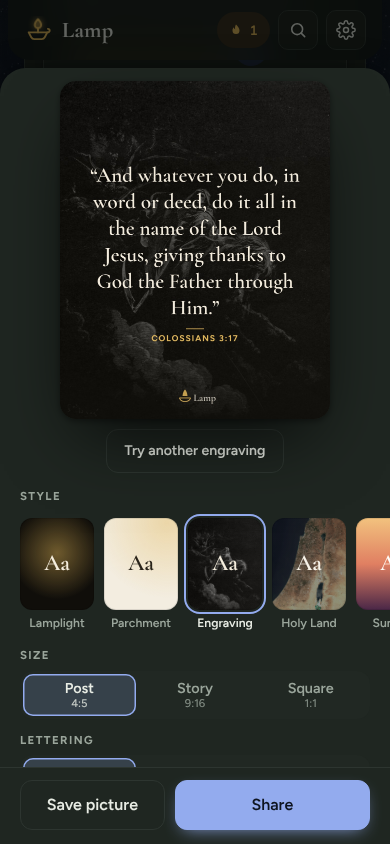 Lamp
1
“And whatever you do, in
word or deed, do it all in
the name of the Lord
Jesus, giving thanks to
God the Father through
Him.”
COLOSSIANS 3:17
Lamp
Try another engraving
STYLE
Aa
Aa
Aa
Aa
Lamplight
Parchment
Engraving
Holy Land
SIZE
Post
4:5
Story
9:16
Square
1:1
LETTERING
Save picture
Share